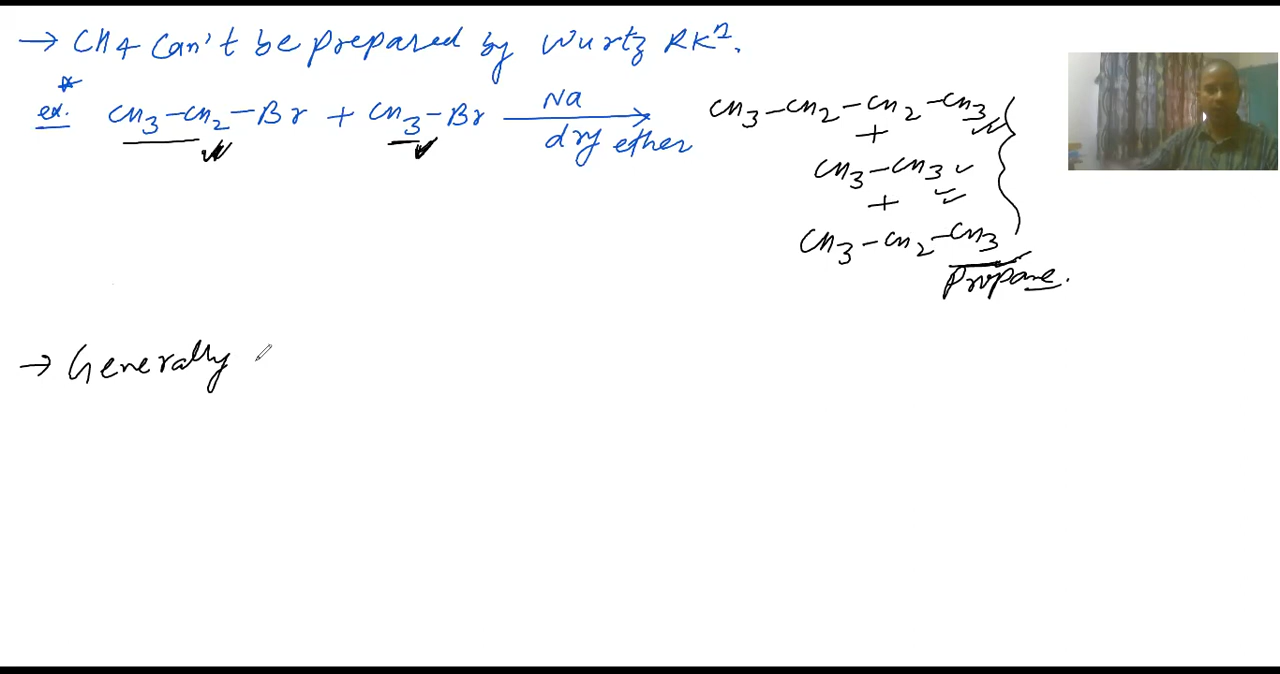 → CH4 Can't be prepared by Wurtz RKⁿ.
ex. CH3-CH2-Br + CH3-Br Na dry ether CH3-CH2-CH2-CH3
+
CH3-CH3
+
CH3-CH2-CH3
Propane.
→ Generally